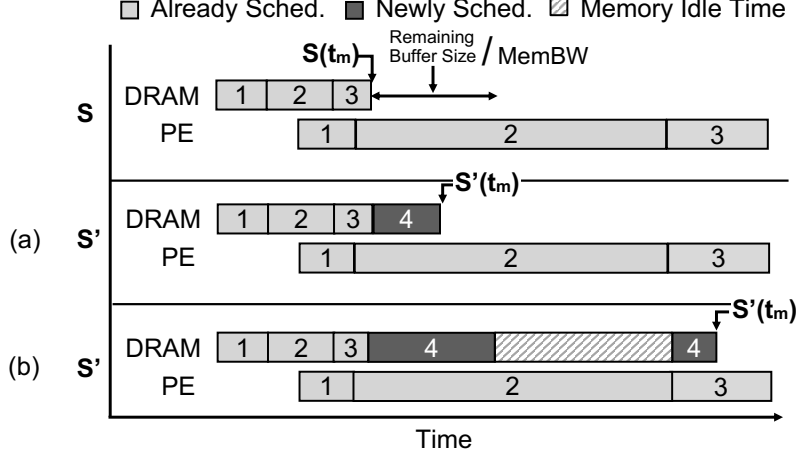 Already Sched. Newly Sched. Memory Idle Time
S
S(tₘ)
Remaining
Buffer Size / MemBW
DRAM 1 2 3
PE 1 2 3
(a) S'
S'(tₘ)
DRAM 1 2 3 4
PE 1 2 3
(b) S'
S'(tₘ)
DRAM 1 2 3 4 4
PE 1 2 3
Time